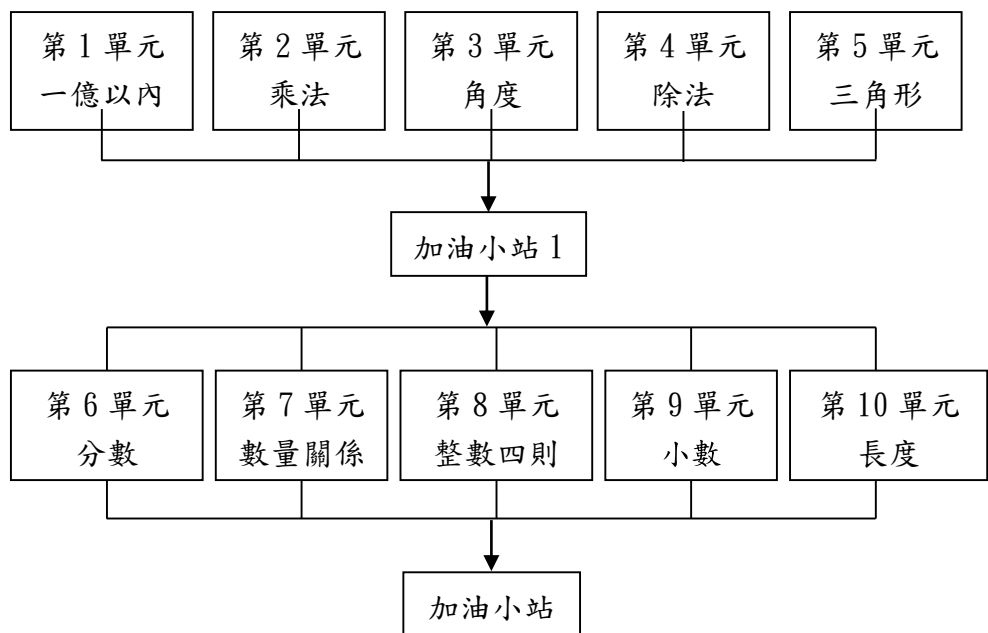 第 1 單元
一億以內
第 2 單元
乘法
第 3 單元
角度
第 4 單元
除法
第 5 單元
三角形
加油小站 1
第 6 單元
分數
第 7 單元
數量關係
第 8 單元
整數四則
第 9 單元
小數
第 10 單元
長度
加油小站